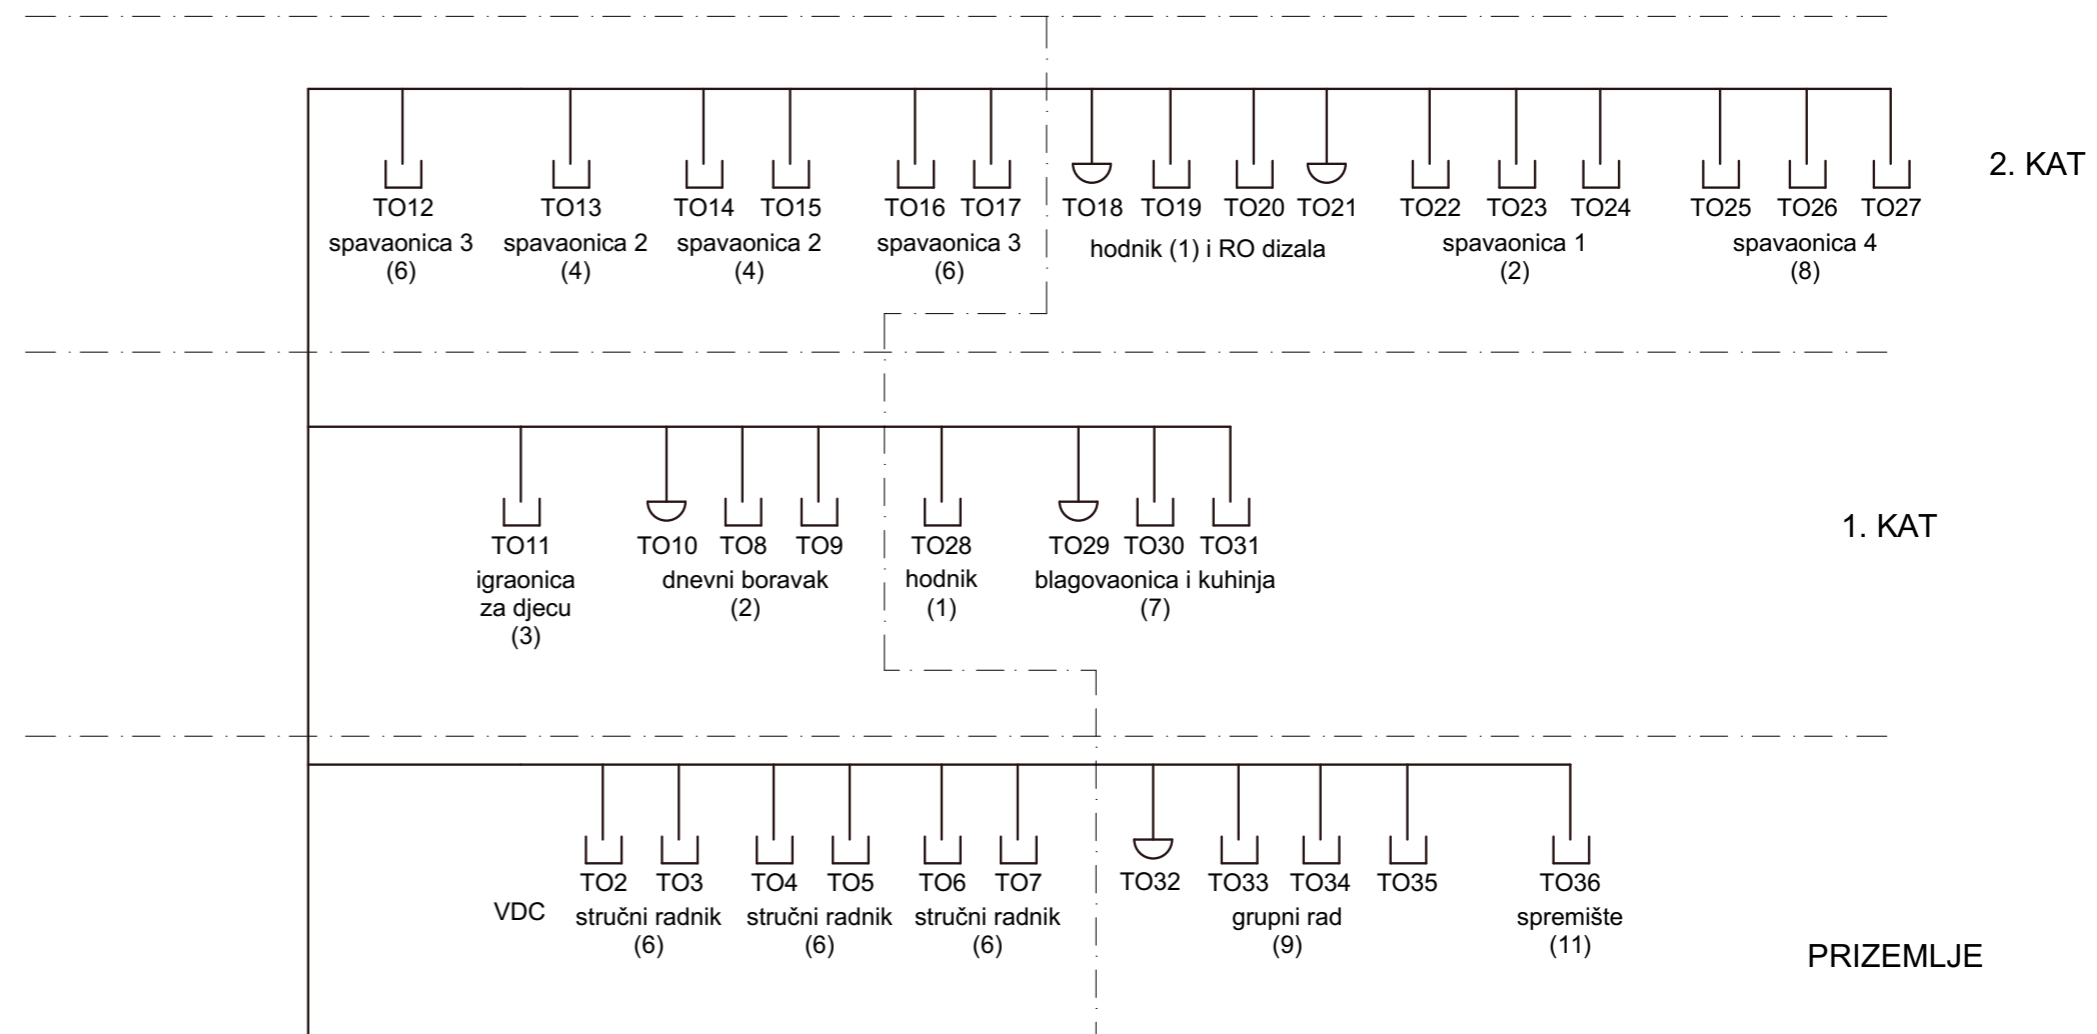 2. KAT
TO12 TO13 TO14 TO15 TO16 TO17 TO18 TO19 TO20 TO21 TO22 TO23 TO24 TO25 TO26 TO27
spavaonica 3 spavaonica 2 spavaonica 2 spavaonica 3 hodnik (1) i RO dizala spavaonica 1 spavaonica 4
(6) (4) (4) (6) (2) (8)
1. KAT
TO11 TO10 TO8 TO9 TO28 TO29 TO30 TO31
igraonica dnevni boravak hodnik blagovaonica i kuhinja
za djecu (2) (1) (7)
(3)
TO2 TO3 TO4 TO5 TO6 TO7 TO32 TO33 TO34 TO35 TO36
VDC stručni radnik stručni radnik stručni radnik grupni rad spremište
(6) (6) (6) (9) (11)
PRIZEMLJE